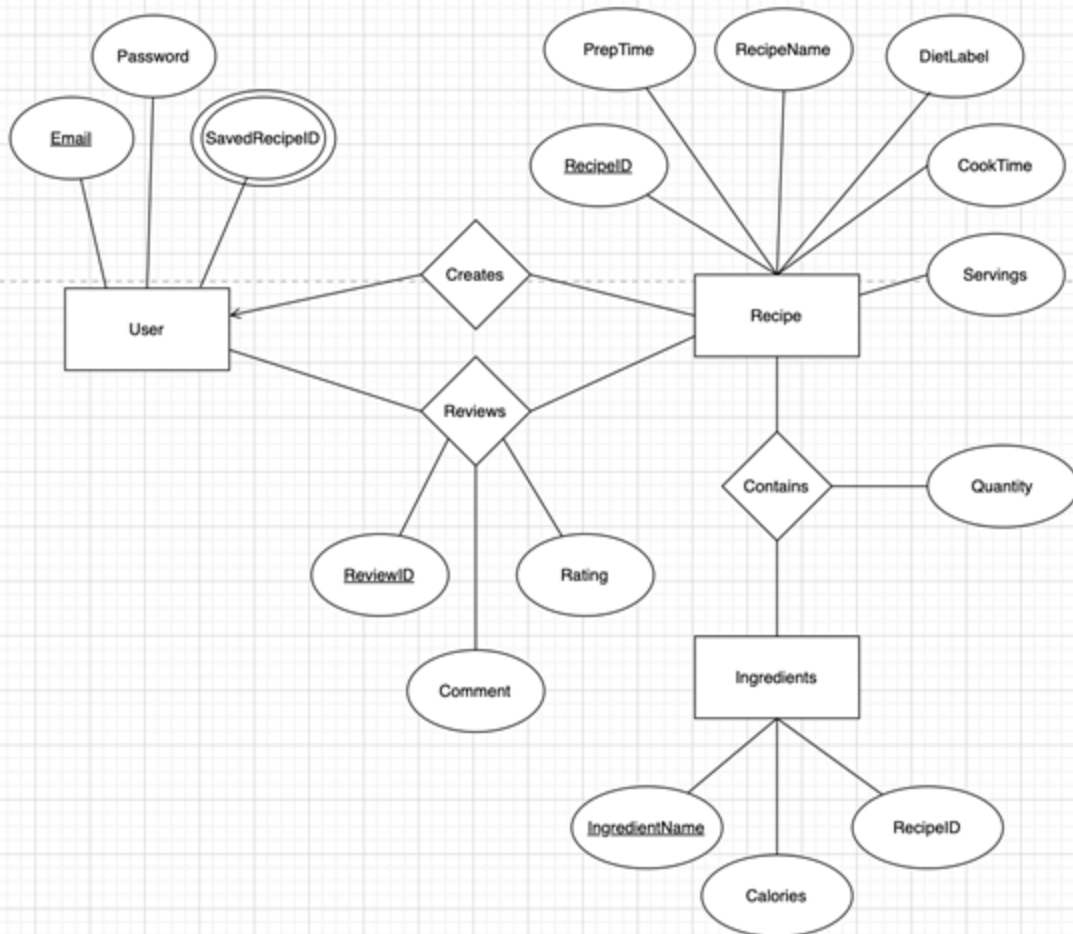 PrepTime
RecipeName
DietLabel
Password
Email
SavedRecipeID
RecipeID
CookTime
Creates
Servings
User
Recipe
Reviews
Contains
Quantity
ReviewID
Rating
Comment
Ingredients
IngredientName
RecipeID
Calories